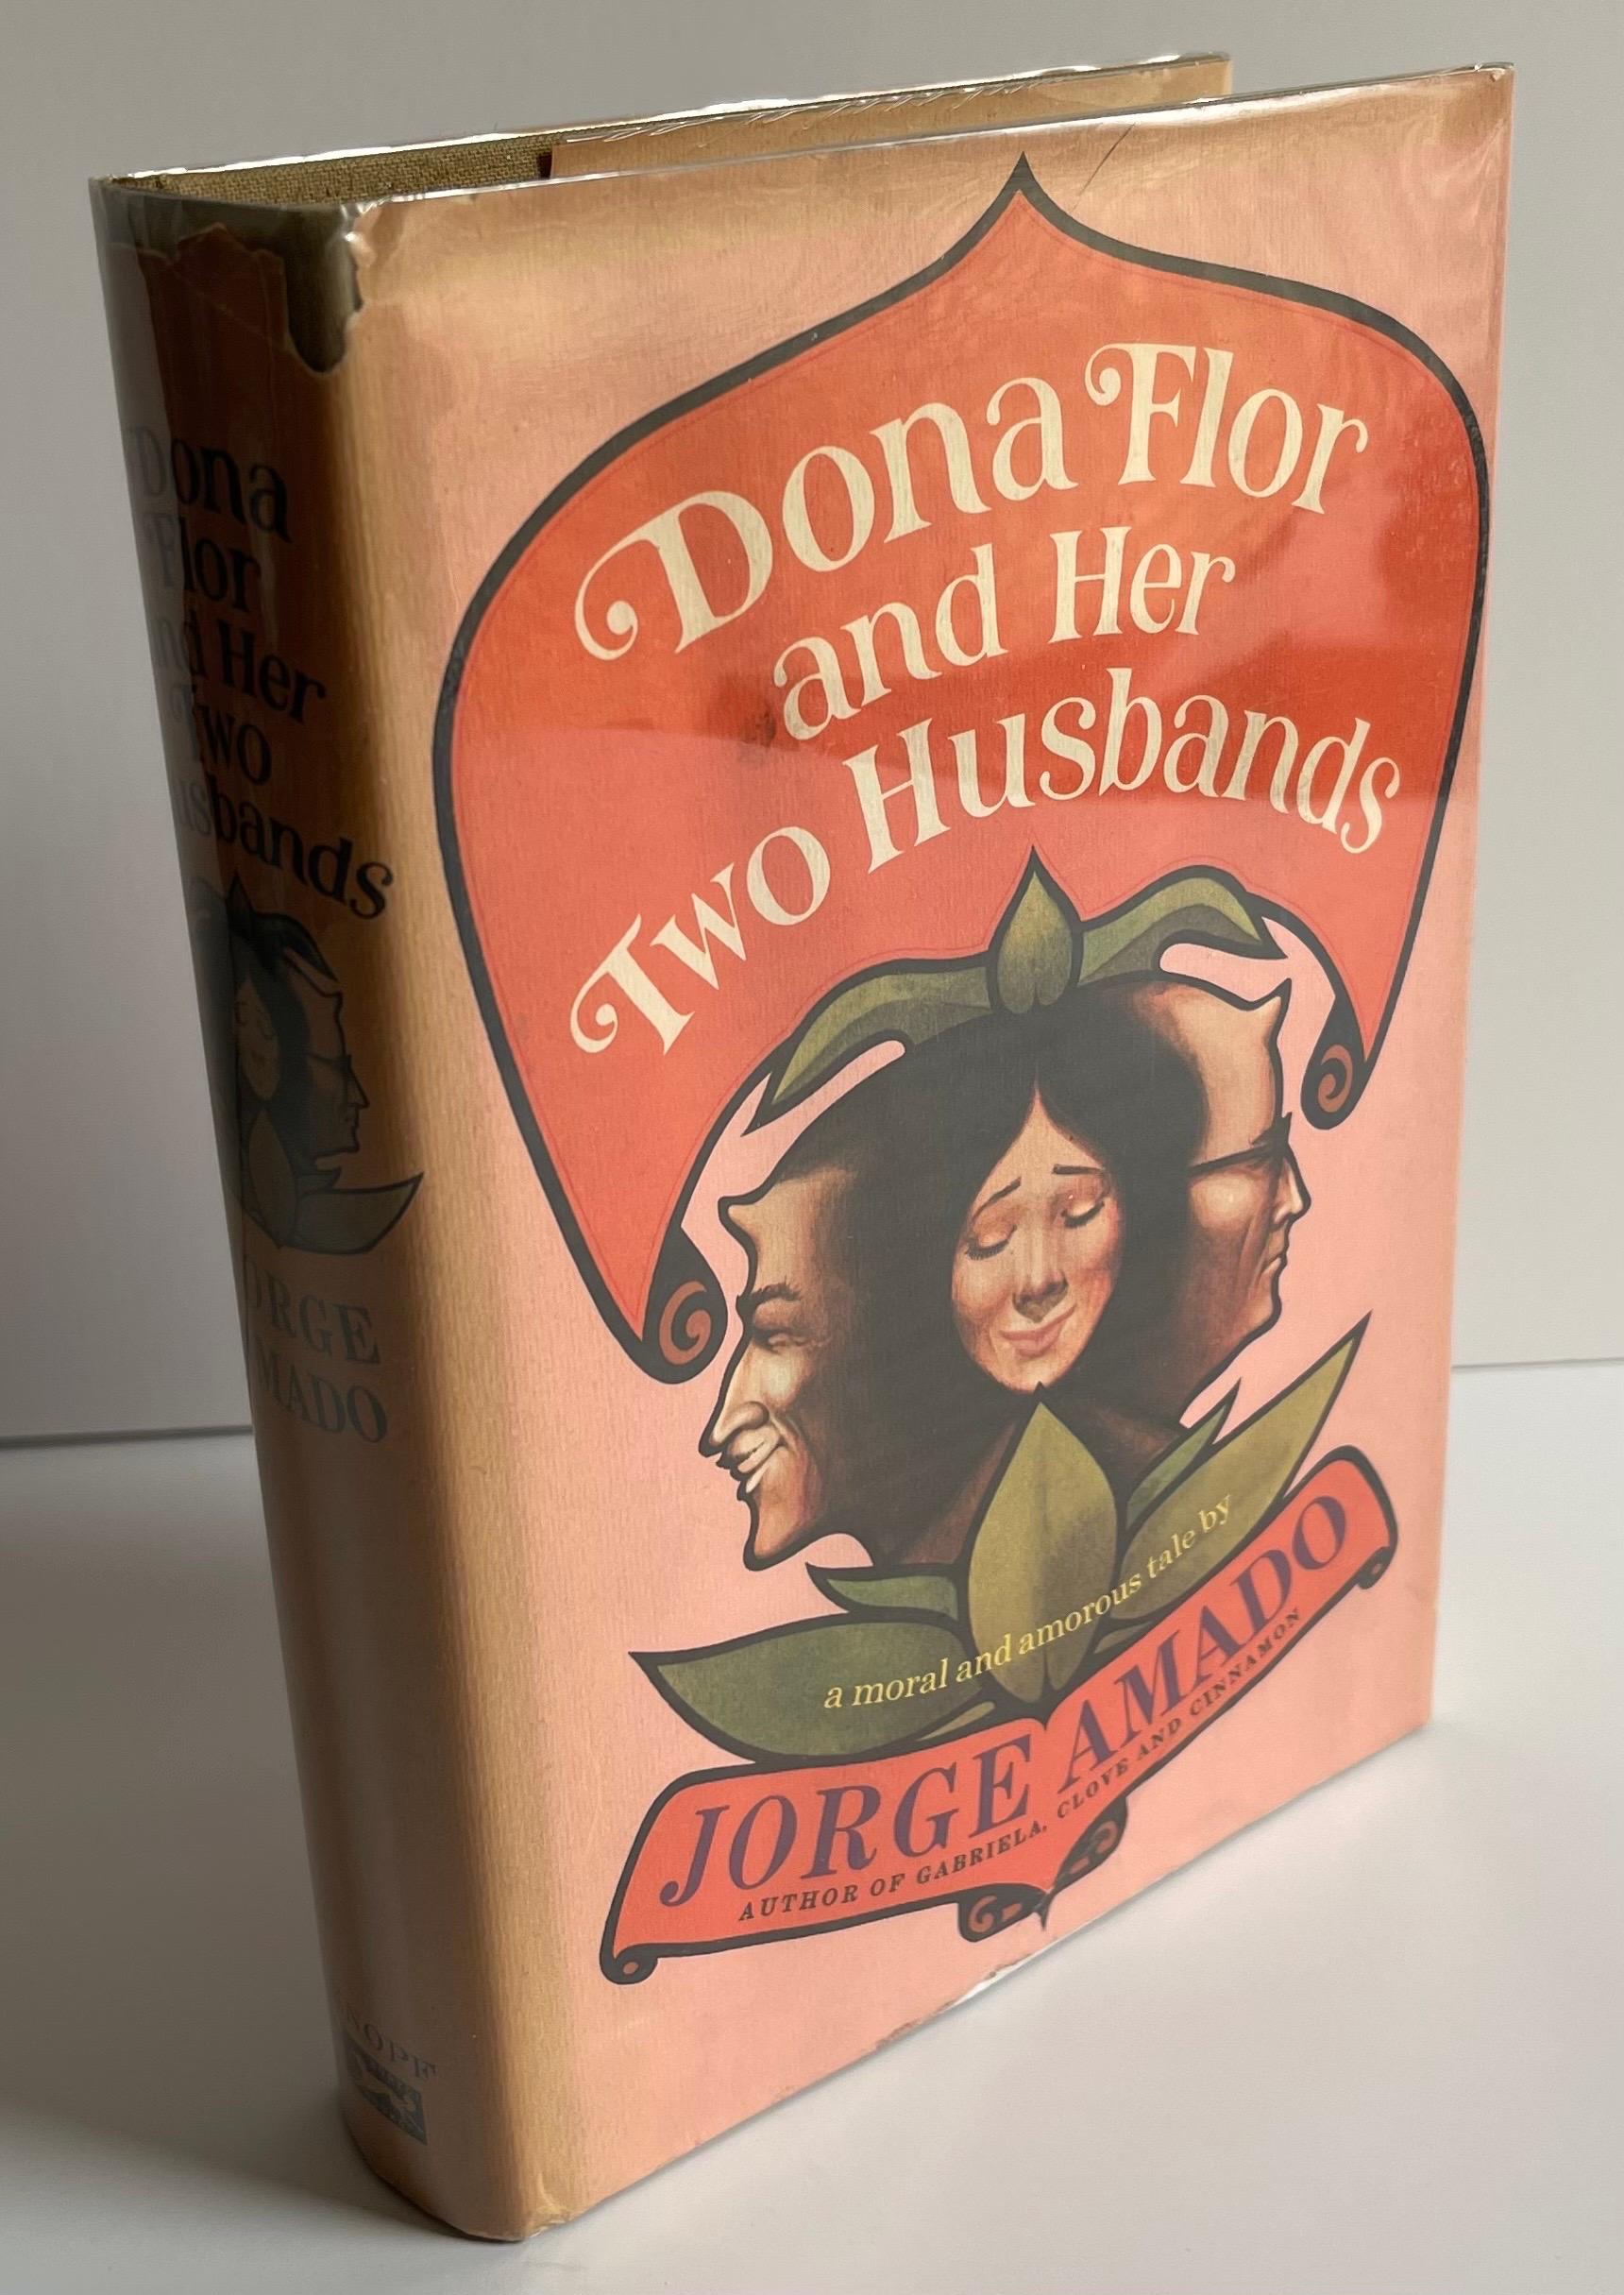 Dona Flor
and Her
Two Husbands
a moral and amorous tale by
JORGE AMADO
AUTHOR OF GABRIELA, CLOVE AND CINNAMON
Dona
Flor
and Her
Two
Husbands
JORGE
AMADO
KNOPF